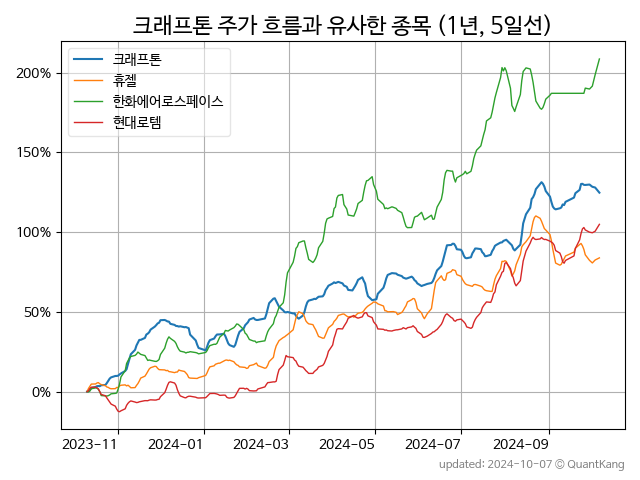 크래프톤 주가 흐름과 유사한 종목 (1년, 5일선)
크래프톤
휴젤
한화에어로스페이스
현대로템
200%
150%
100%
50%
0%
2023-11 2024-01 2024-03 2024-05 2024-07 2024-09
updated: 2024-10-07 © QuantKang